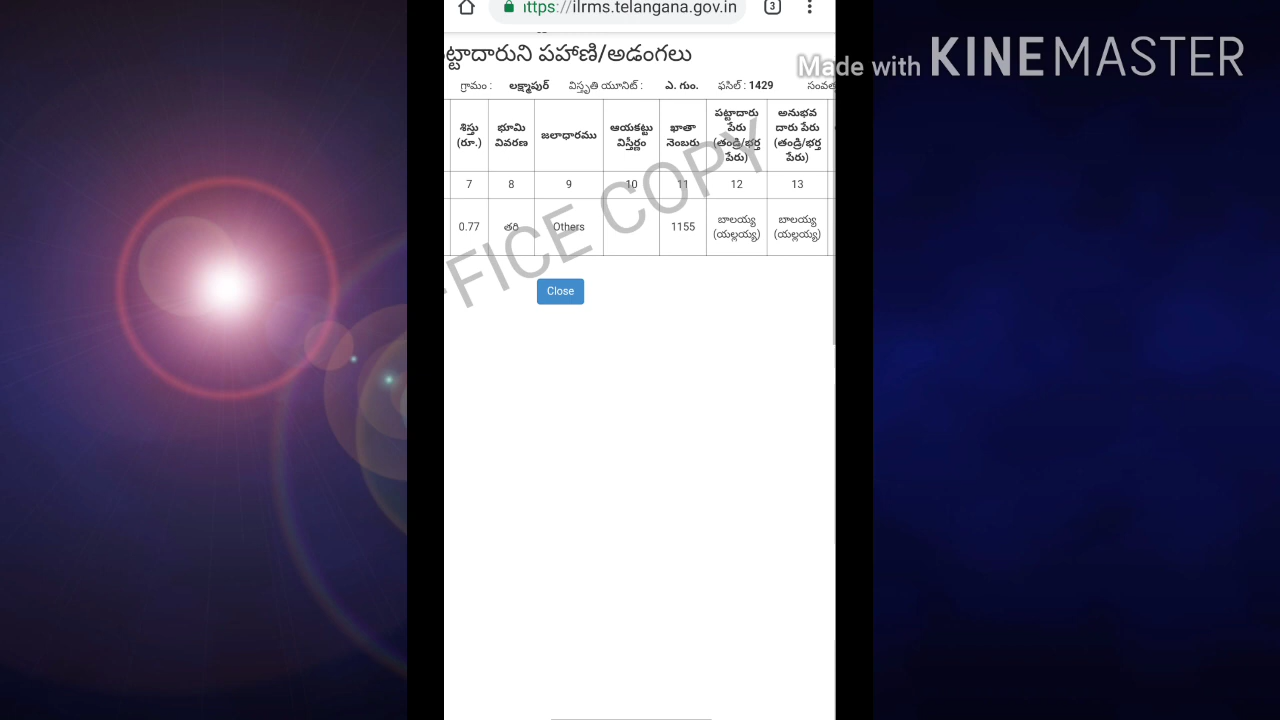 https://ilrms.telangana.gov.in
3
Made with KINEMASTER
ట్టాదారుని పహాణి/అడంగలు
గ్రామం : లక్ష్మాపుర్ విస్తృతి యూనిట్ : ఎ. గుం. ఫసిల్ : 1429
శిస్తు (రూ.)
భూమి వివరణ
జలాధారము
ఆయకట్టు విస్తీర్ణం
ఖాతా నెంబరు
పట్టాదారు పేరు (తండ్రి/భర్త పేరు)
అనుభవ దారు పేరు (తండ్రి/భర్త పేరు)
7 8 9 10 11 12 13
0.77 తరి Others 1155 బాలయ్య (యల్లయ్య) బాలయ్య (యల్లయ్య)
FFICE COPY
Close